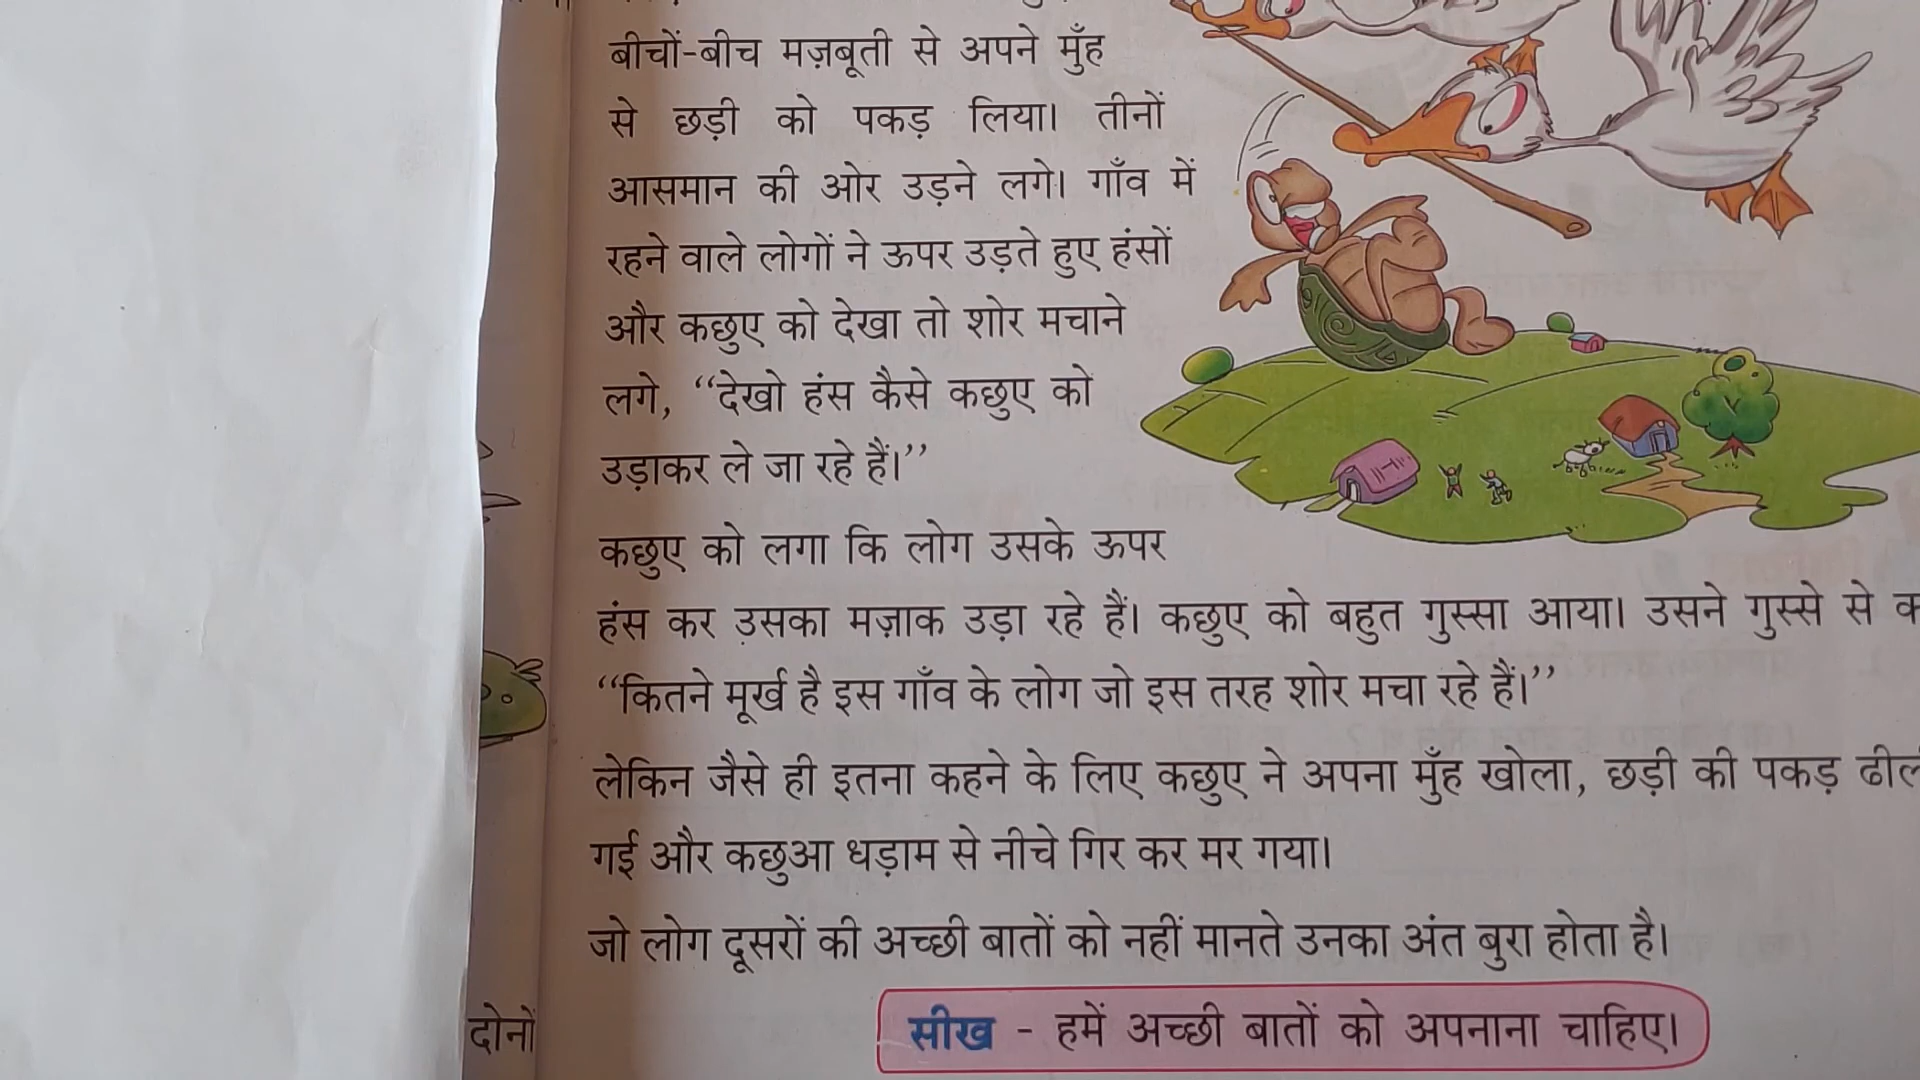 बीचों-बीच मज़बूती से अपने मुँह
से छड़ी को पकड़ लिया। तीनों
आसमान की ओर उड़ने लगे। गाँव में
रहने वाले लोगों ने ऊपर उड़ते हुए हंसों
और कछुए को देखा तो शोर मचाने
लगे, ‘‘देखो हंस कैसे कछुए को
उड़ाकर ले जा रहे हैं।’’
कछुए को लगा कि लोग उसके ऊपर
हंस कर उसका मज़ाक उड़ा रहे हैं। कछुए को बहुत गुस्सा आया। उसने गुस्से से
‘‘कितने मूर्ख है इस गाँव के लोग जो इस तरह शोर मचा रहे हैं।’’
लेकिन जैसे ही इतना कहने के लिए कछुए ने अपना मुँह खोला, छड़ी की पकड़
गई और कछुआ धड़ाम से नीचे गिर कर मर गया।
जो लोग दूसरों की अच्छी बातों को नहीं मानते उनका अंत बुरा होता है।
दोनों
सीख - हमें अच्छी बातों को अपनाना चाहिए।